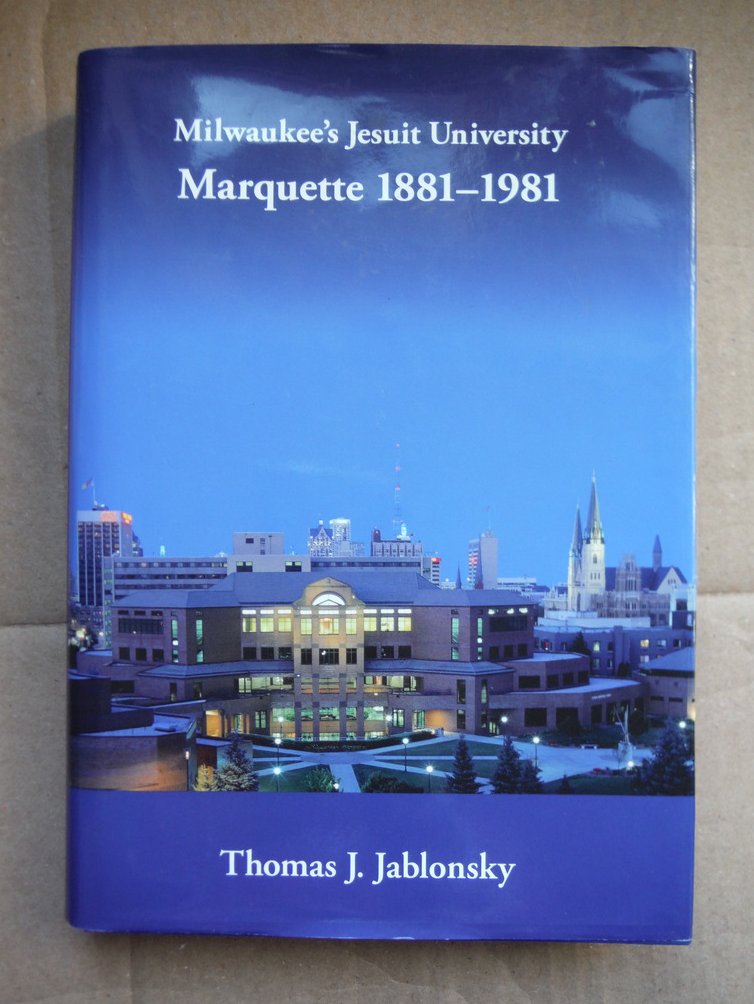 Milwaukee's Jesuit University
Marquette 1881–1981
Thomas J. Jablonsky